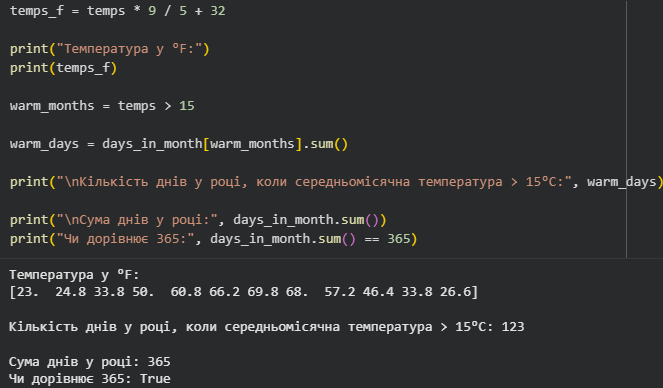 temps_f = temps * 9 / 5 + 32
print("Температура у °F:")
print(temps_f)
warm_months = temps > 15
warm_days = days_in_month[warm_months].sum()
print("\nКількість днів у році, коли середньомісячна температура > 15°C:", warm_days)
print("\nСума днів у році:", days_in_month.sum())
print("Чи дорівнює 365:", days_in_month.sum() == 365)
Температура у °F:
[23.  24.8 33.8 50.  60.8 66.2 69.8 68.  57.2 46.4 33.8 26.6]
Кількість днів у році, коли середньомісячна температура > 15°C: 123
Сума днів у році: 365
Чи дорівнює 365: True